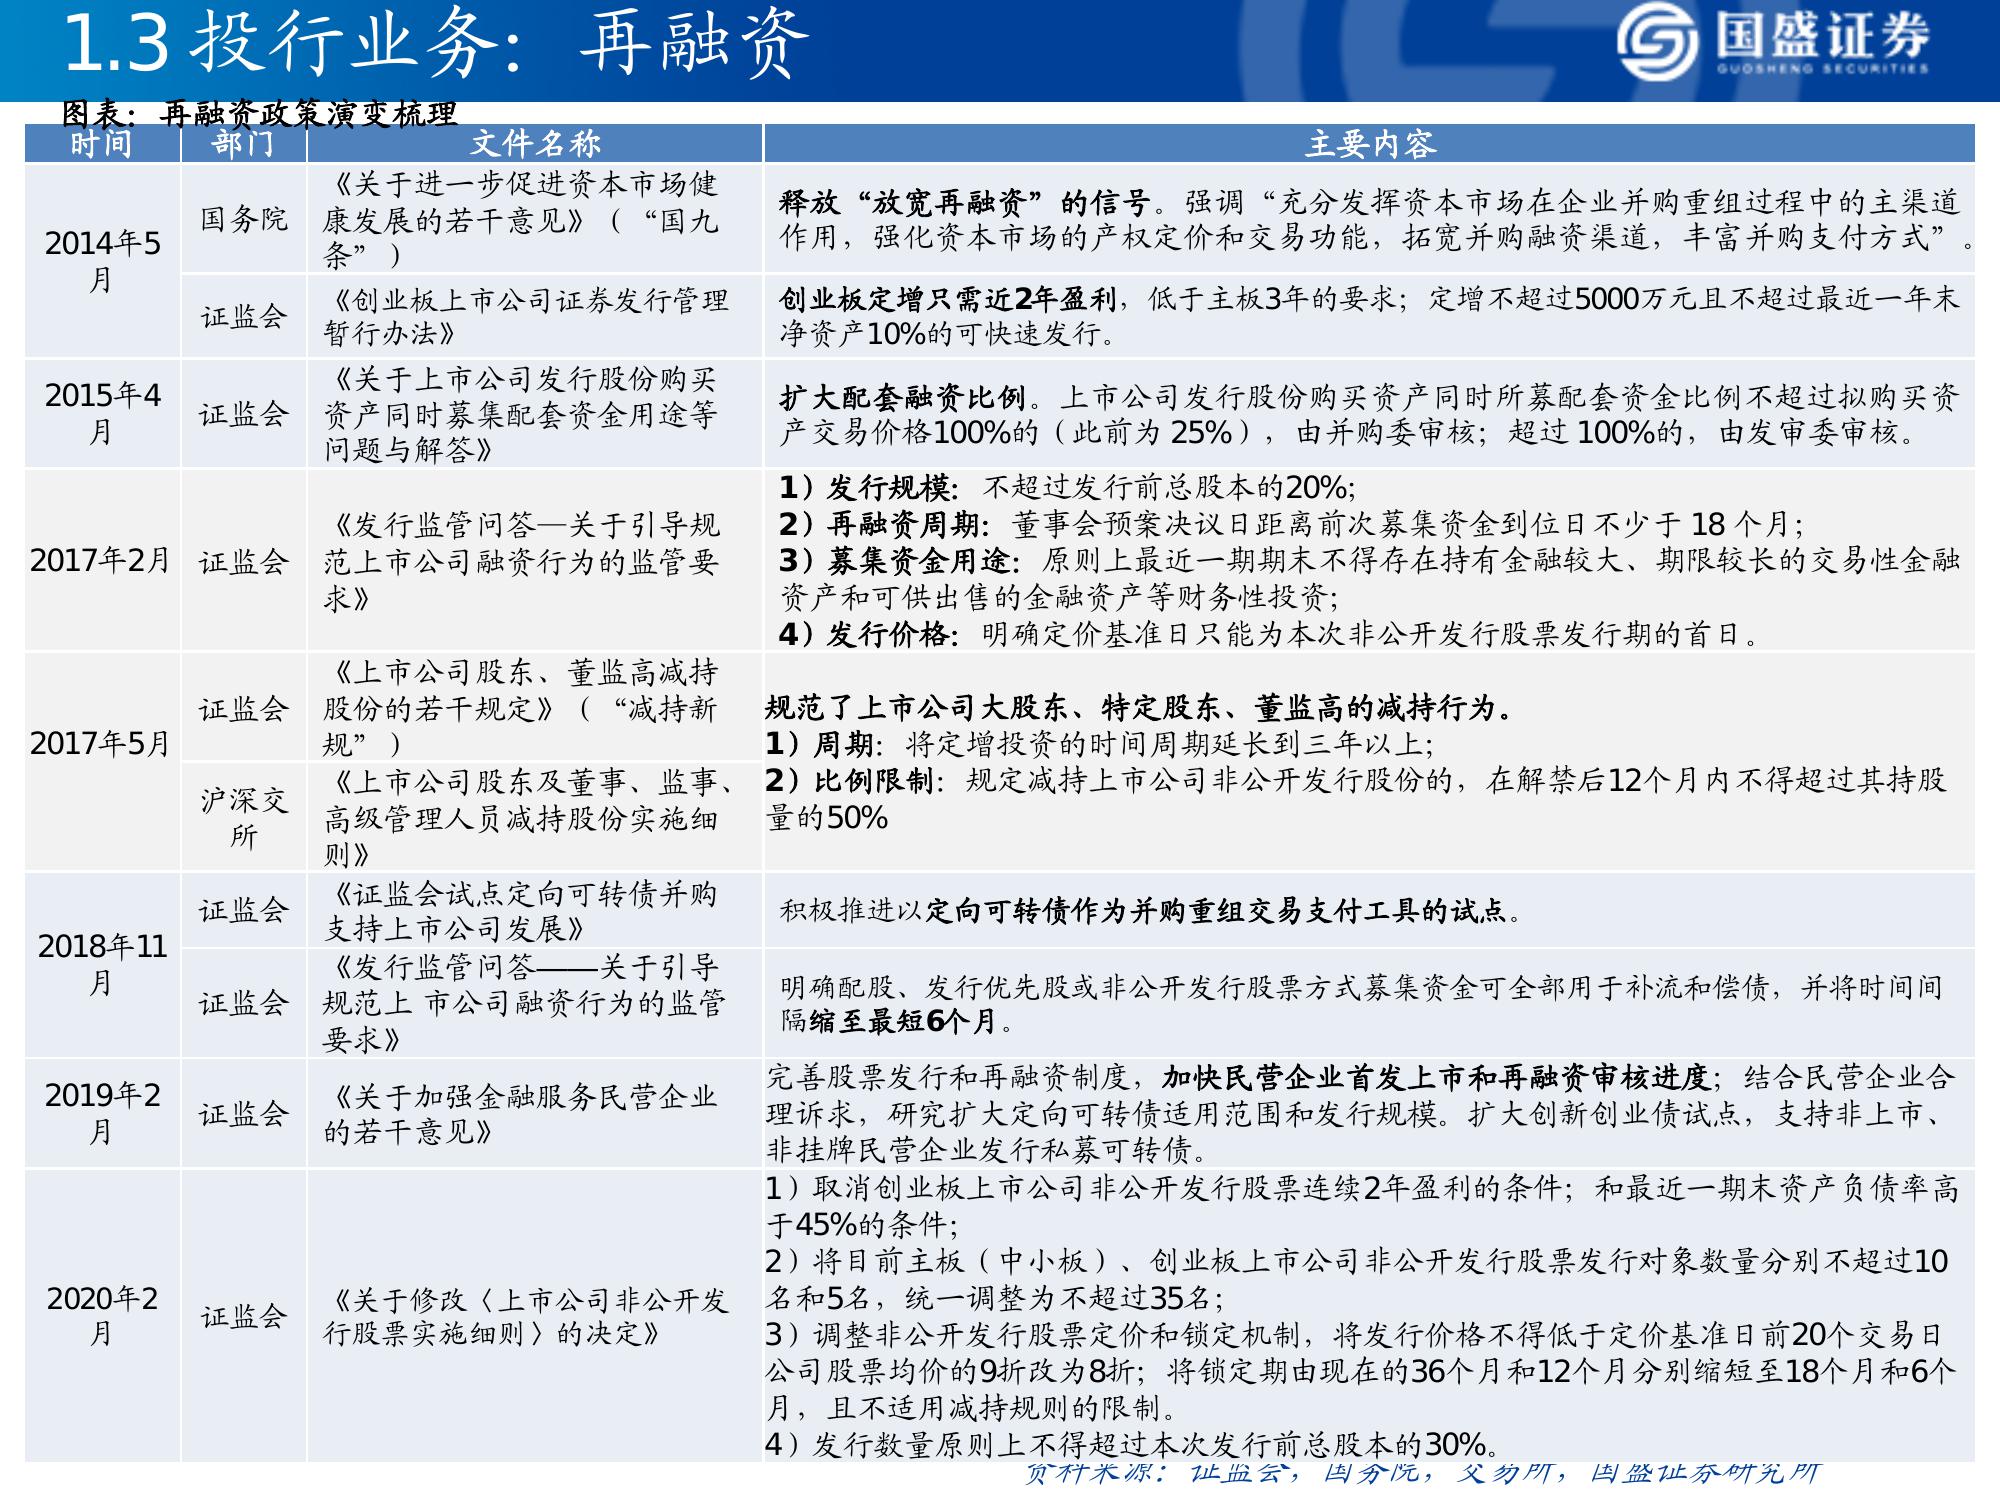 1.3 投行业务：再融资
国盛证券
GUOSHENG SECURITIES
图表：再融资政策演变梳理
时间 部门 文件名称 主要内容
2014年5
月
国务院
《关于进一步促进资本市场健
康发展的若干意见》（ “国九
条” ）
释放“放宽再融资”的信号。强调“充分发挥资本市场在企业并购重组过程中的主渠道
作用，强化资本市场的产权定价和交易功能，拓宽并购融资渠道，丰富并购支付方式”。
证监会
《创业板上市公司证券发行管理
暂行办法》
创业板定增只需近2年盈利，低于主板3年的要求；定增不超过5000万元且不超过最近一年末
净资产10%的可快速发行。
2015年4
月
证监会
《关于上市公司发行股份购买
资产同时募集配套资金用途等
问题与解答》
扩大配套融资比例。上市公司发行股份购买资产同时所募配套资金比例不超过拟购买资
产交易价格100%的（此前为 25%），由并购委审核；超过 100%的，由发审委审核。
2017年2月
证监会
《发行监管问答—关于引导规
范上市公司融资行为的监管要
求》
1）发行规模：不超过发行前总股本的20%;
2）再融资周期：董事会预案决议日距离前次募集资金到位日不少于 18 个月；
3）募集资金用途：原则上最近一期期末不得存在持有金融较大、期限较长的交易性金融
资产和可供出售的金融资产等财务性投资；
4）发行价格：明确定价基准日只能为本次非公开发行股票发行期的首日。
2017年5月
证监会
《上市公司股东、董监高减持
股份的若干规定》（ “减持新
规” ）
沪深交
所
《上市公司股东及董事、监事、
高级管理人员减持股份实施细
则》
规范了上市公司大股东、特定股东、董监高的减持行为。
1）周期：将定增投资的时间周期延长到三年以上；
2）比例限制：规定减持上市公司非公开发行股份的，在解禁后12个月内不得超过其持股
量的50%
2018年11
月
证监会
《证监会试点定向可转债并购
支持上市公司发展》
积极推进以定向可转债作为并购重组交易支付工具的试点。
证监会
《发行监管问答——关于引导
规范上 市公司融资行为的监管
要求》
明确配股、发行优先股或非公开发行股票方式募集资金可全部用于补流和偿债，并将时间间
隔缩至最短6个月。
2019年2
月
证监会
《关于加强金融服务民营企业
的若干意见》
完善股票发行和再融资制度，加快民营企业首发上市和再融资审核进度；结合民营企业合
理诉求，研究扩大定向可转债适用范围和发行规模。扩大创新创业债试点，支持非上市、
非挂牌民营企业发行私募可转债。
2020年2
月
证监会
《关于修改〈上市公司非公开发
行股票实施细则〉的决定》
1）取消创业板上市公司非公开发行股票连续2年盈利的条件；和最近一期末资产负债率高
于45%的条件；
2）将目前主板（中小板）、创业板上市公司非公开发行股票发行对象数量分别不超过10
名和5名，统一调整为不超过35名；
3）调整非公开发行股票定价和锁定机制，将发行价格不得低于定价基准日前20个交易日
公司股票均价的9折改为8折；将锁定期由现在的36个月和12个月分别缩短至18个月和6个
月，且不适用减持规则的限制。
4）发行数量原则上不得超过本次发行前总股本的30%。
资料来源：证监会，国务院，交易所，国盛证券研究所